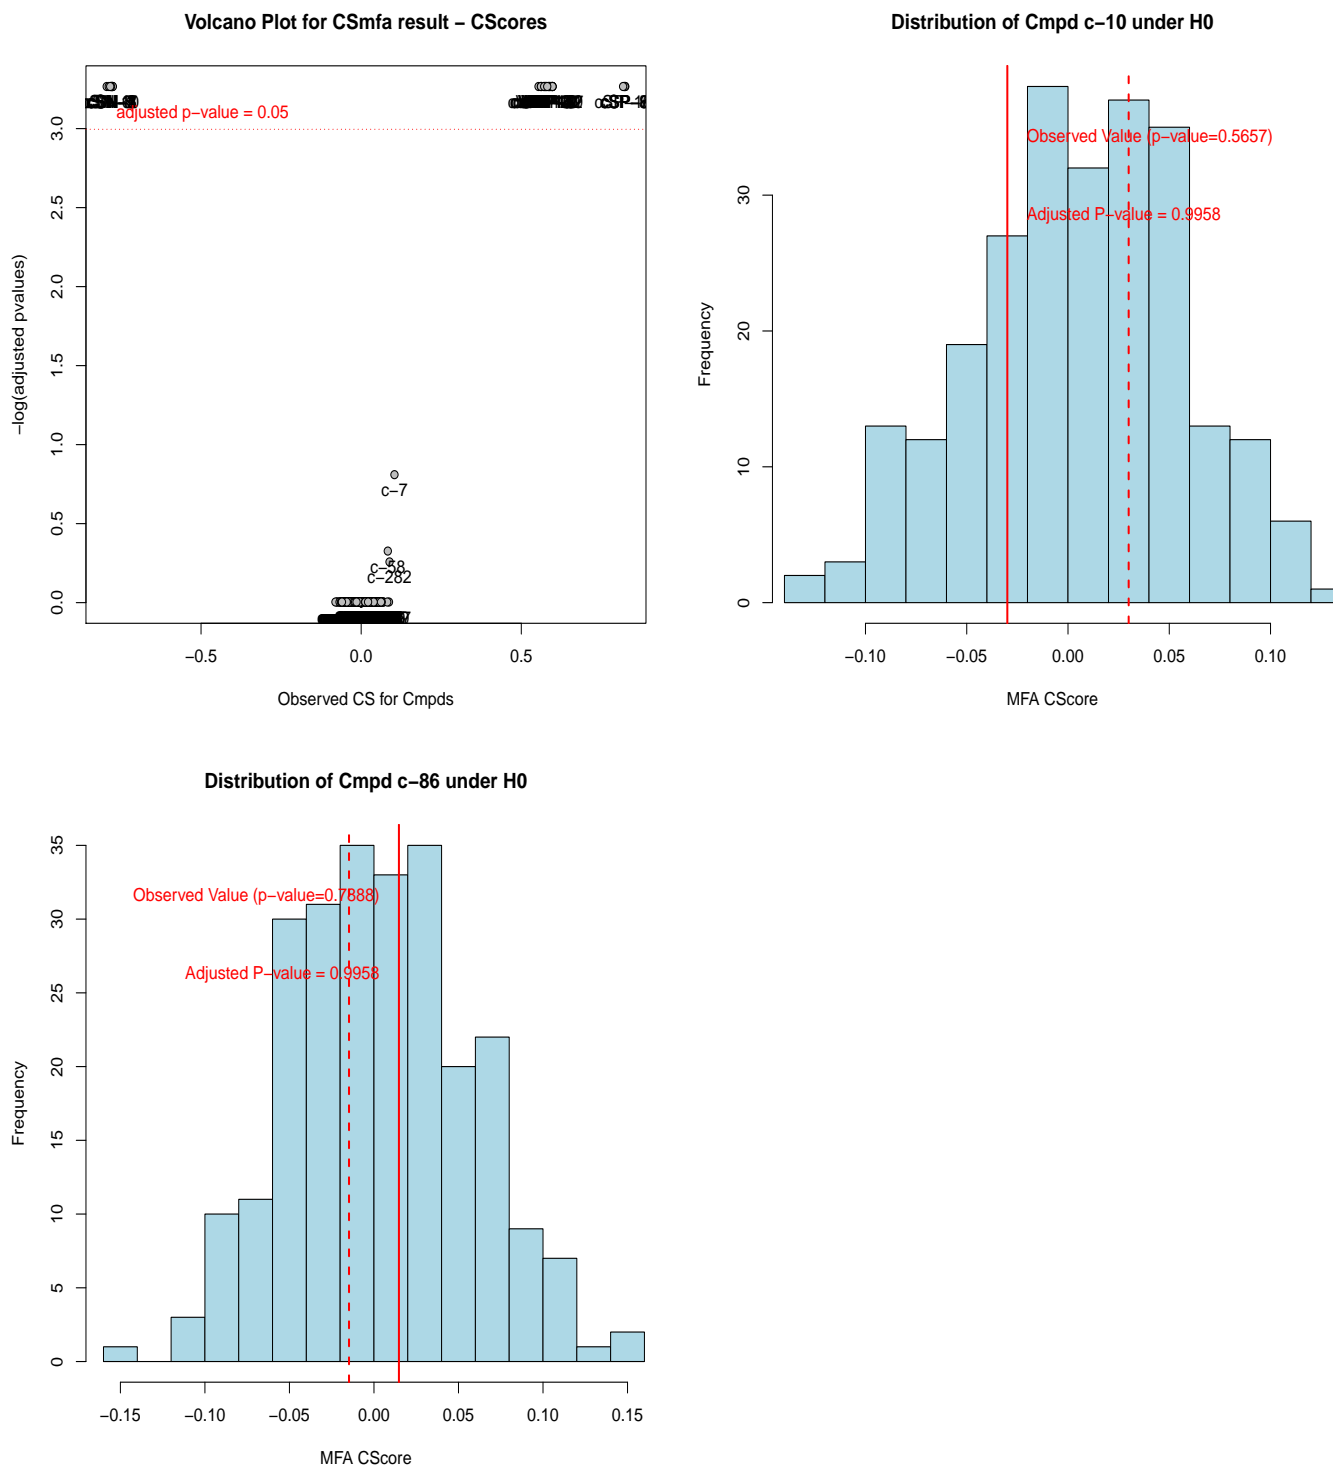 Volcano Plot for CSmfa result − CScores
adjusted p−value = 0.05
3.0
2.5
2.0
1.5
1.0
0.5
0.0
−log(adjusted pvalues)
c−7
c−58
c−282
−0.5
0.0
0.5
Observed CS for Cmpds
Distribution of Cmpd c−10 under H0
Observed Value (p−value=0.5657)
Adjusted P−value = 0.9958
30
20
10
0
Frequency
−0.10
−0.05
0.00
0.05
0.10
MFA CScore
Distribution of Cmpd c−86 under H0
Observed Value (p−value=0.7888)
Adjusted P−value = 0.9958
35
30
25
20
15
10
5
0
Frequency
−0.15
−0.10
−0.05
0.00
0.05
0.10
0.15
MFA CScore